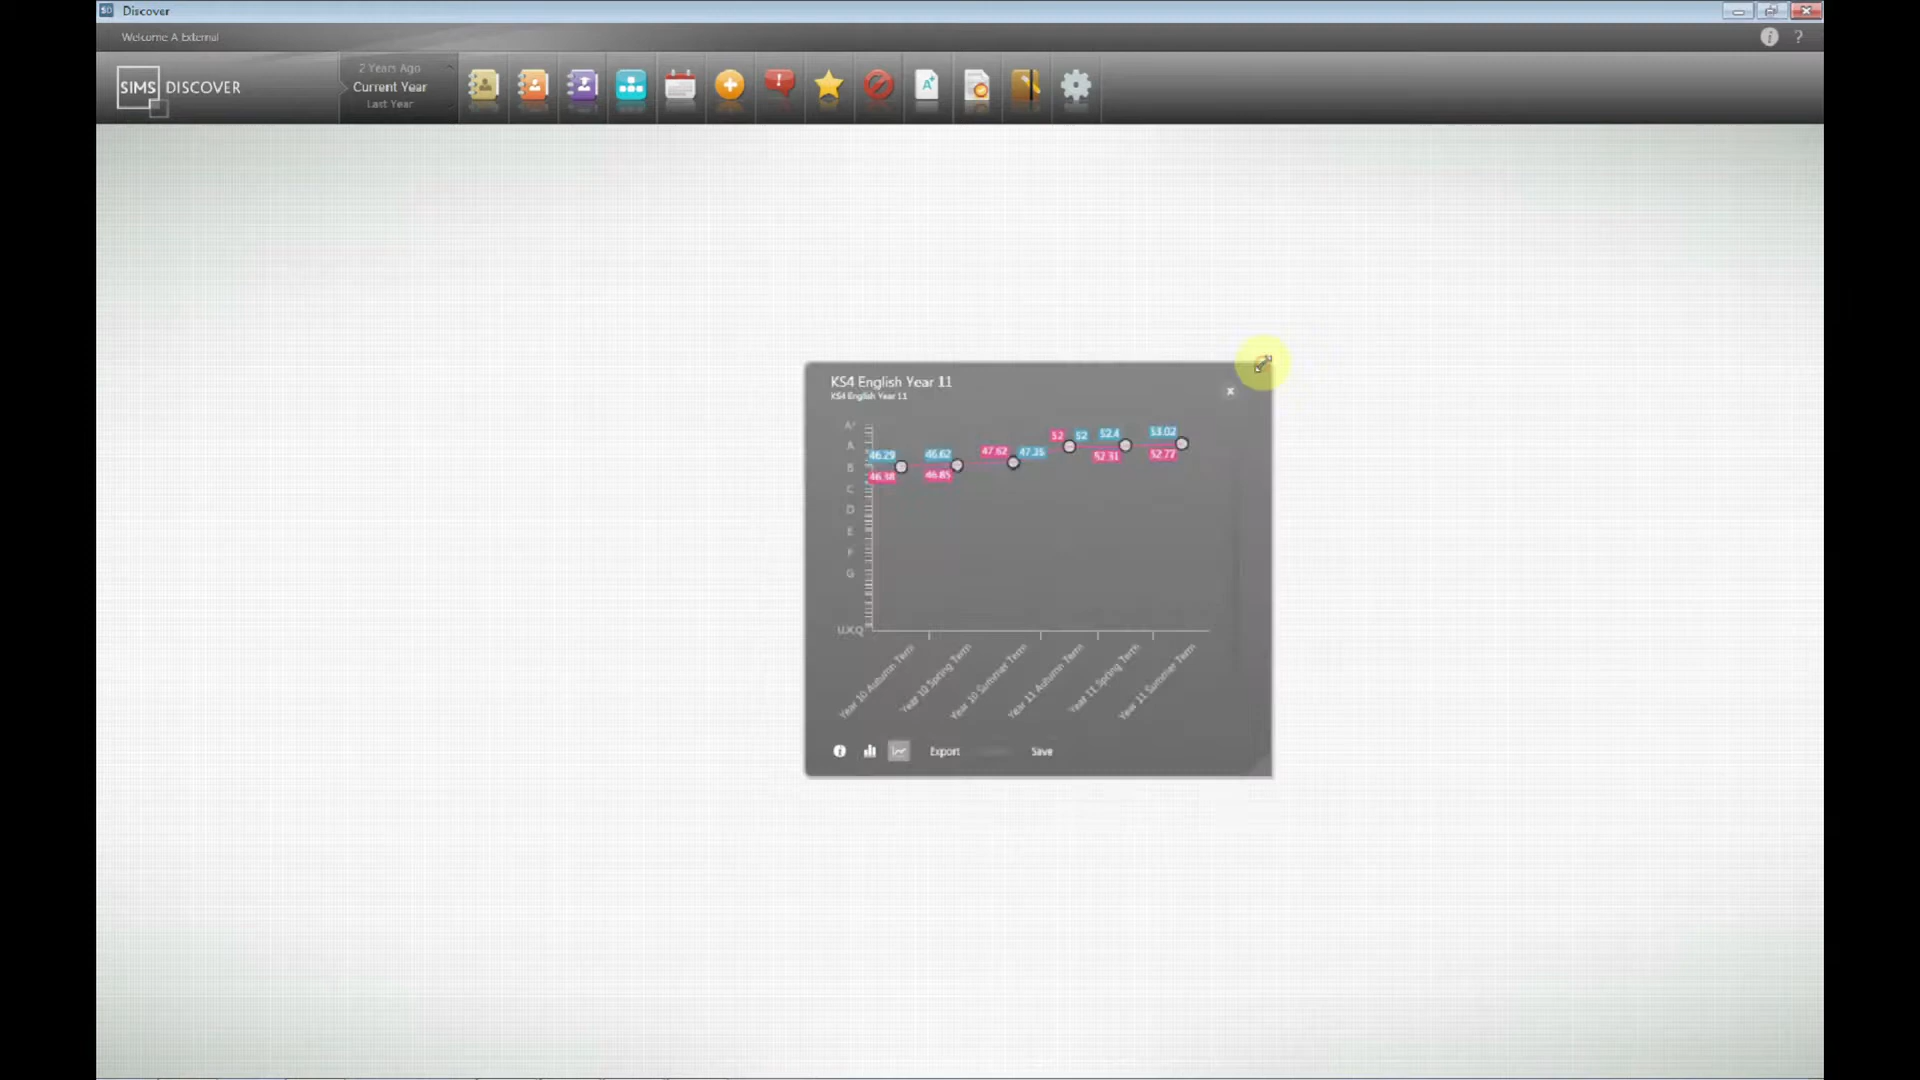 Discover
Welcome A External
SIMS DISCOVER
2 Years Ago
Current Year
Last Year
KS4 English Year 11
KS4 English Year 11
A*
A
B
C
D
E
F
G
U,X,Q
46.29
46.38
46.62
46.85
47.62
47.35
52
52
52.4
52.31
53.02
52.77
Year 10 Autumn Term
Year 10 Spring Term
Year 10 Summer Term
Year 11 Autumn Term
Year 11 Spring Term
Year 11 Summer Term
Export
Save